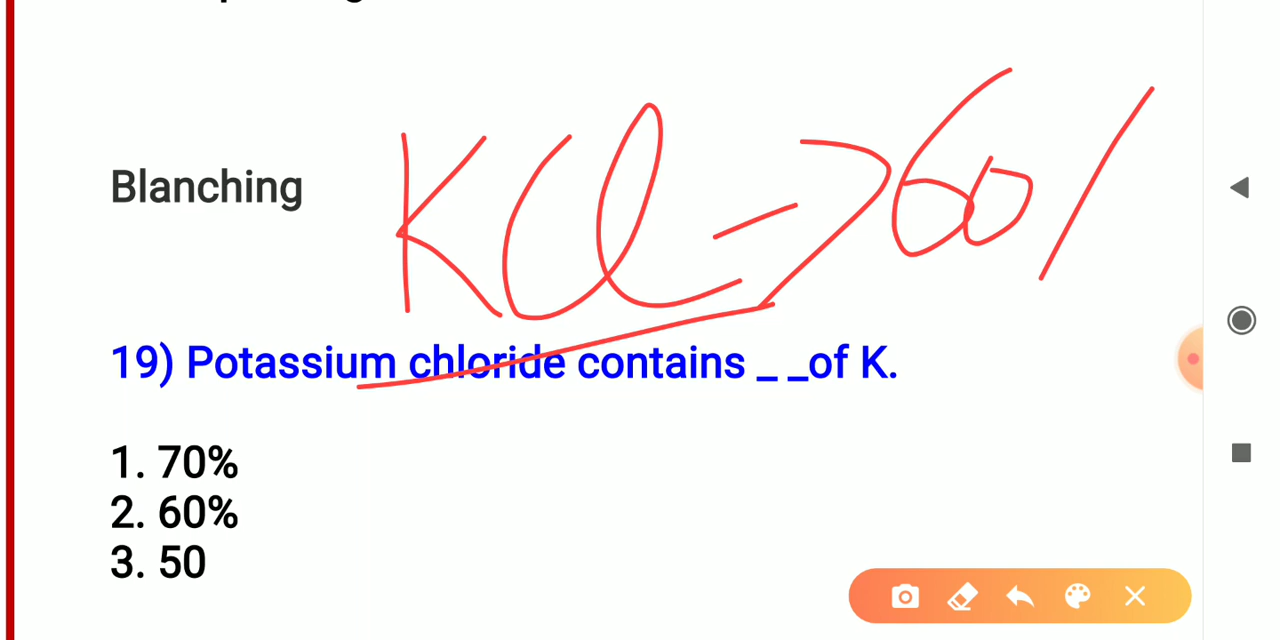 Blanching
KCl => 60/
19) Potassium chloride contains _ _of K.
1. 70%
2. 60%
3. 50